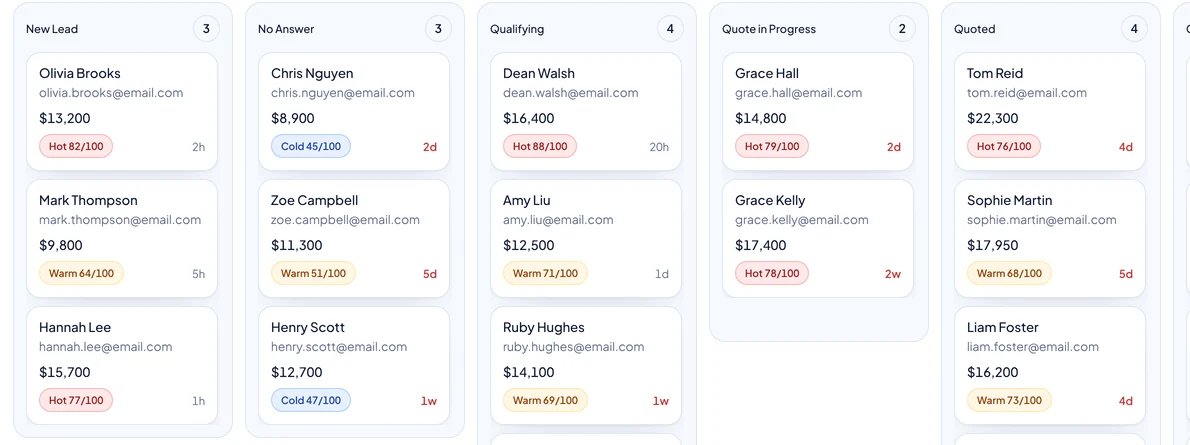 New Lead 3
Olivia Brooks
olivia.brooks@email.com
$13,200
Hot 82/100 2h
Mark Thompson
mark.thompson@email.com
$9,800
Warm 64/100 5h
Hannah Lee
hannah.lee@email.com
$15,700
Hot 77/100 1h
No Answer 3
Chris Nguyen
chris.nguyen@email.com
$8,900
Cold 45/100 2d
Zoe Campbell
zoe.campbell@email.com
$11,300
Warm 51/100 5d
Henry Scott
henry.scott@email.com
$12,700
Cold 47/100 1w
Qualifying 4
Dean Walsh
dean.walsh@email.com
$16,400
Hot 88/100 20h
Amy Liu
amy.liu@email.com
$12,500
Warm 71/100 1d
Ruby Hughes
ruby.hughes@email.com
$14,100
Warm 69/100 1w
Quote in Progress 2
Grace Hall
grace.hall@email.com
$14,800
Hot 79/100 2d
Grace Kelly
grace.kelly@email.com
$17,400
Hot 78/100 2w
Quoted 4
Tom Reid
tom.reid@email.com
$22,300
Hot 76/100 4d
Sophie Martin
sophie.martin@email.com
$17,950
Warm 68/100 5d
Liam Foster
liam.foster@email.com
$16,200
Warm 73/100 4d